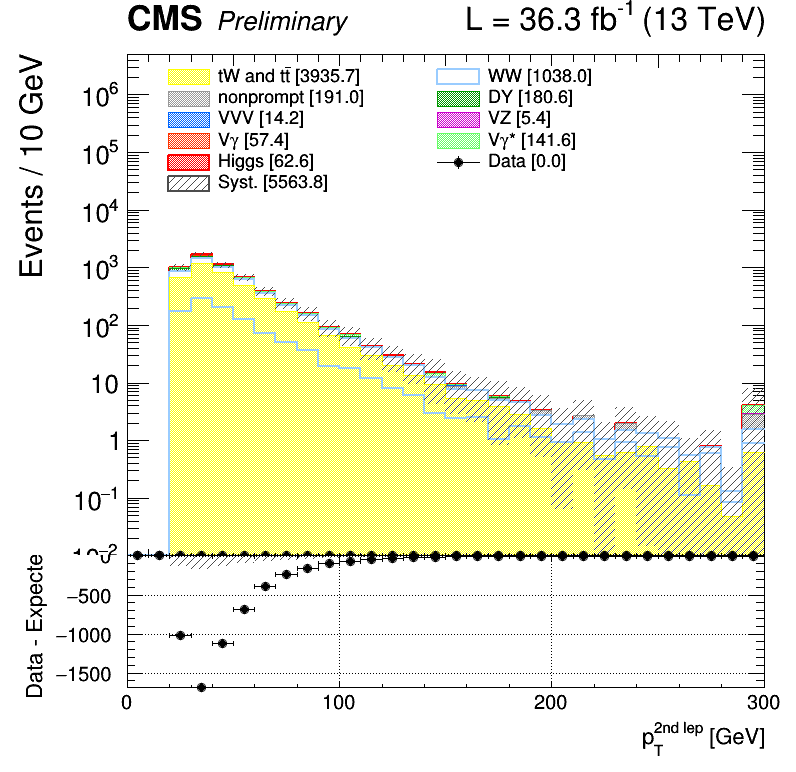 CMS Preliminary L = 36.3 fb-1 (13 TeV)
Events / 10 GeV
tW and tt̄ [3935.7] WW [1038.0]
nonprompt [191.0] DY [180.6]
VVV [14.2] VZ [5.4]
Vγ [57.4] Vγ* [141.6]
Higgs [62.6] Data [0.0]
Syst. [5563.8]
10^6
10^5
10^4
10^3
10^2
10
1
10^-1
Data - Expecte
−500
−1000
−1500
0 100 200 300
p_T^2nd lep [GeV]